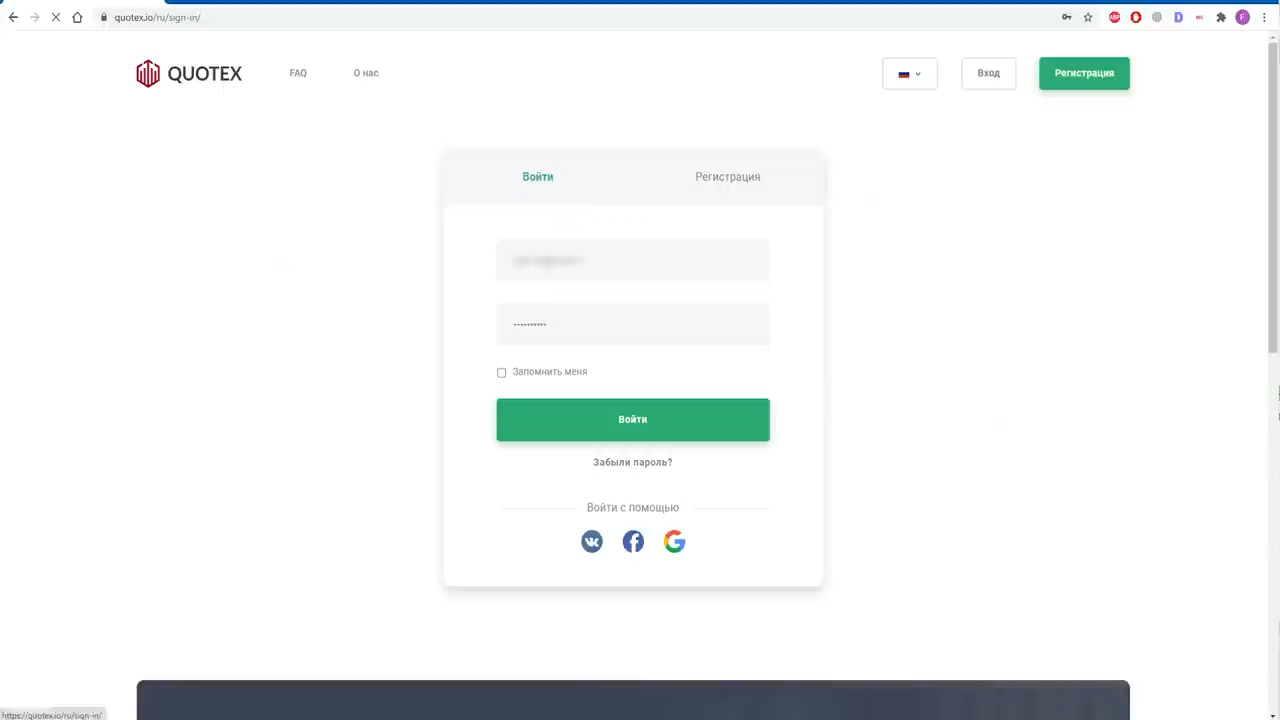 quotex.io/ru/sign-in/
QUOTEX
FAQ
О нас
Вход
Регистрация
Войти
Регистрация
Запомнить меня
Войти
Забыли пароль?
Войти с помощью
https://quotex.io/ru/sign-in/